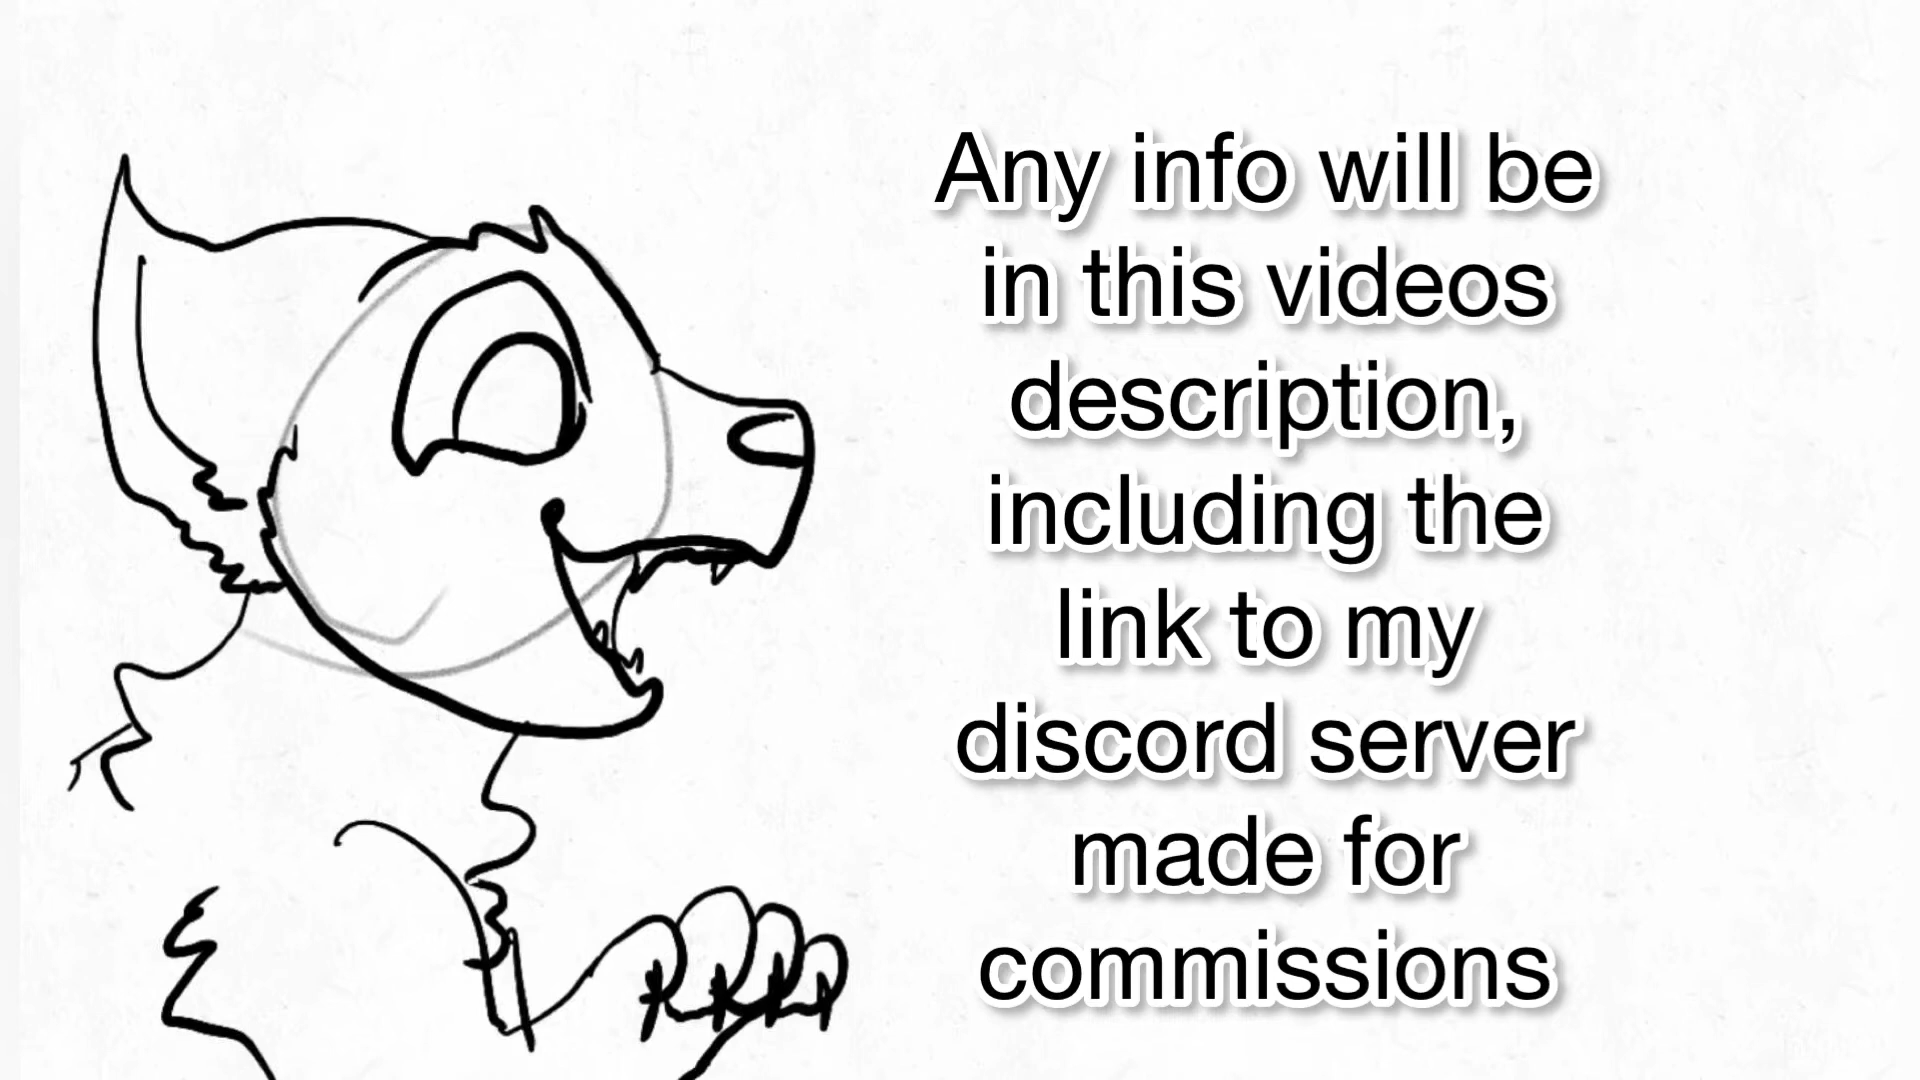 Any info will be
in this videos
description,
including the
link to my
discord server
made for
commissions